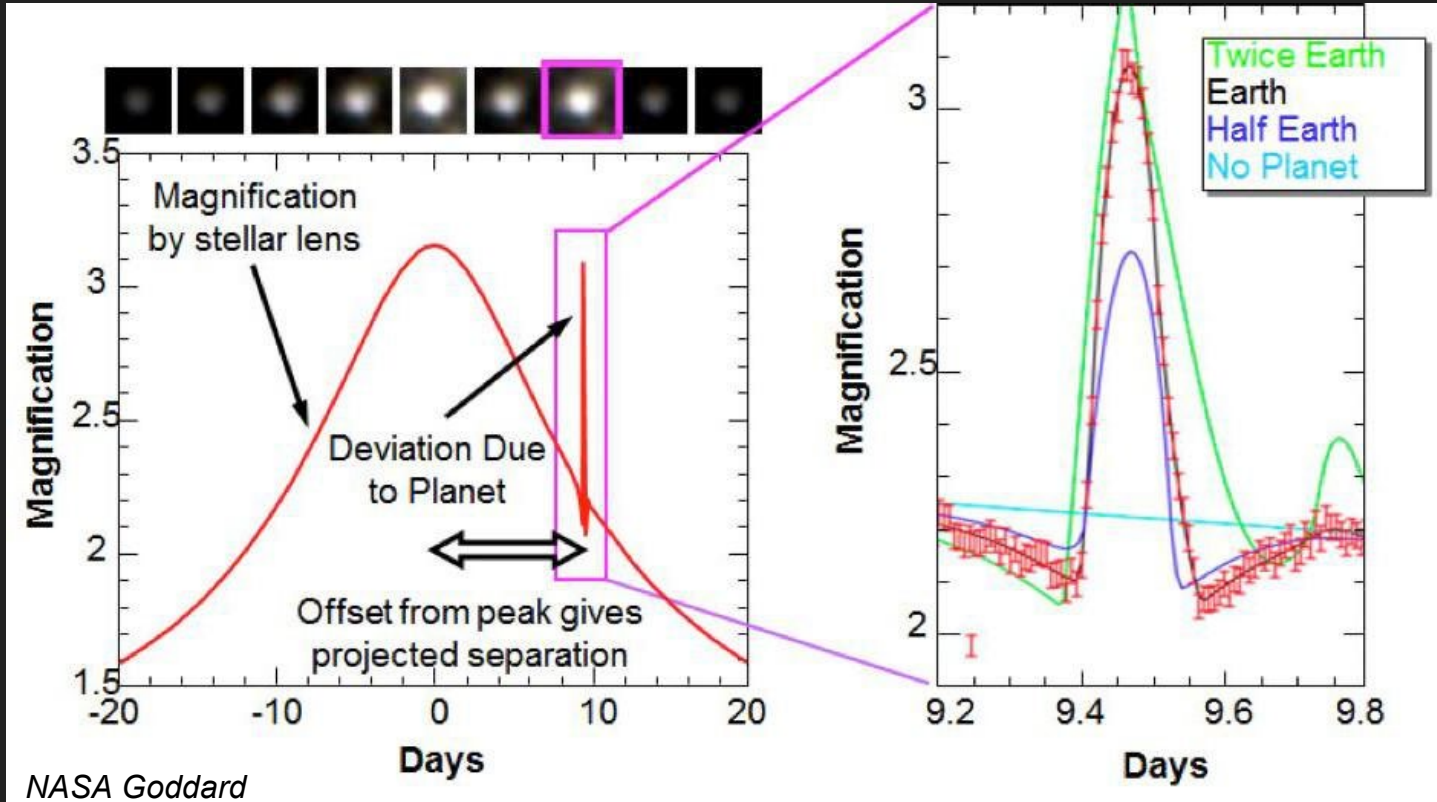 3.5
3
2.5
2
1.5
Magnification
Magnification
by stellar lens
Deviation Due
to Planet
Offset from peak gives
projected separation
-20
-10
0
10
20
Days
NASA Goddard
3
2.5
2
Magnification
Twice Earth
Earth
Half Earth
No Planet
9.2
9.4
9.6
9.8
Days